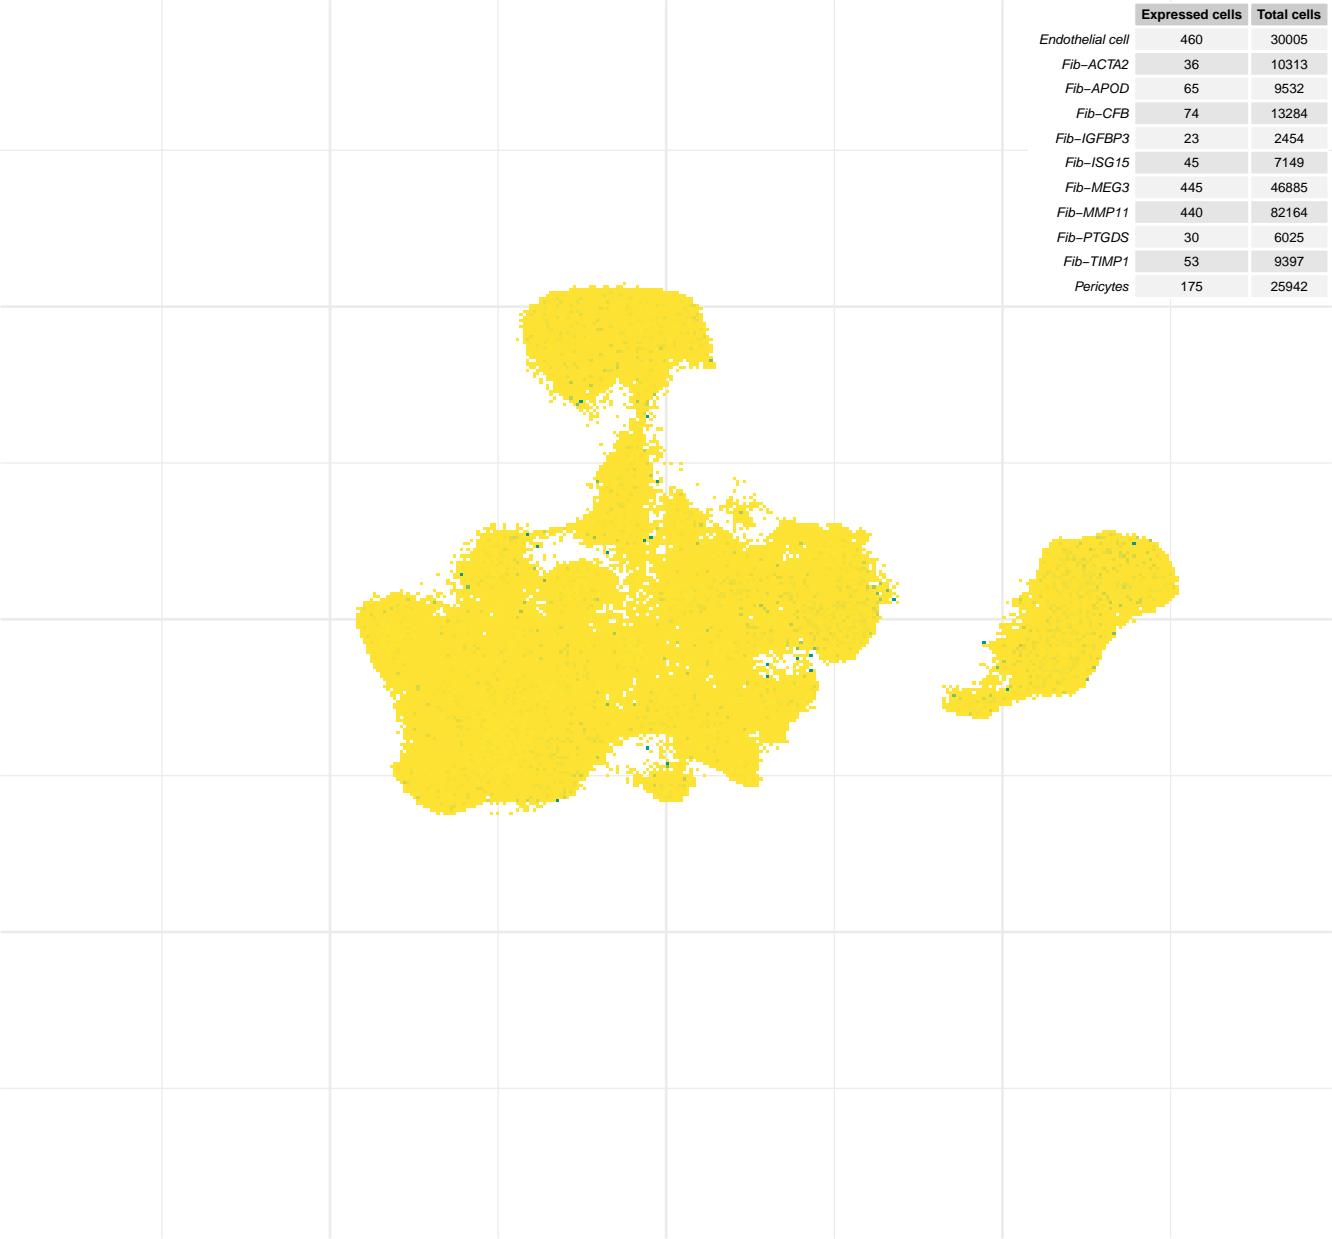 Expressed cells Total cells
Endothelial cell 460 30005
Fib−ACTA2 36 10313
Fib−APOD 65 9532
Fib−CFB 74 13284
Fib−IGFBP3 23 2454
Fib−ISG15 45 7149
Fib−MEG3 445 46885
Fib−MMP11 440 82164
Fib−PTGDS 30 6025
Fib−TIMP1 53 9397
Pericytes 175 25942